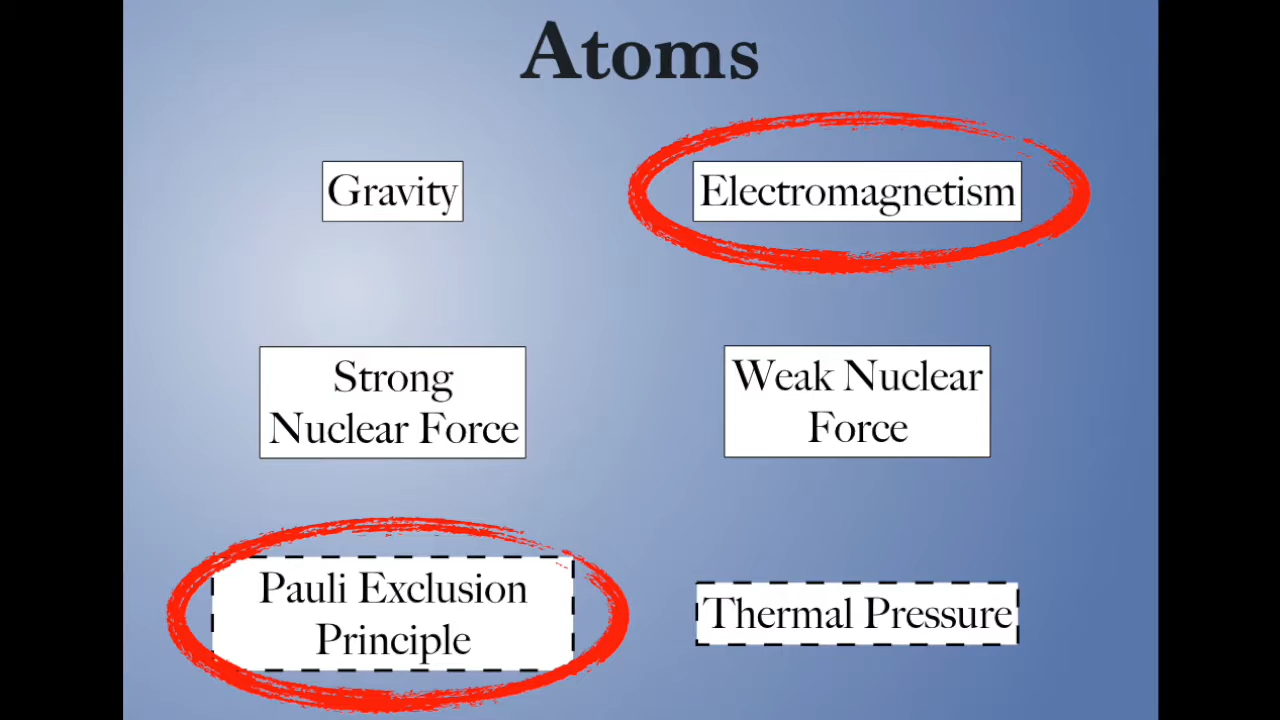 Atoms
Gravity
Electromagnetism
Strong
Nuclear Force
Weak Nuclear
Force
Pauli Exclusion
Principle
Thermal Pressure